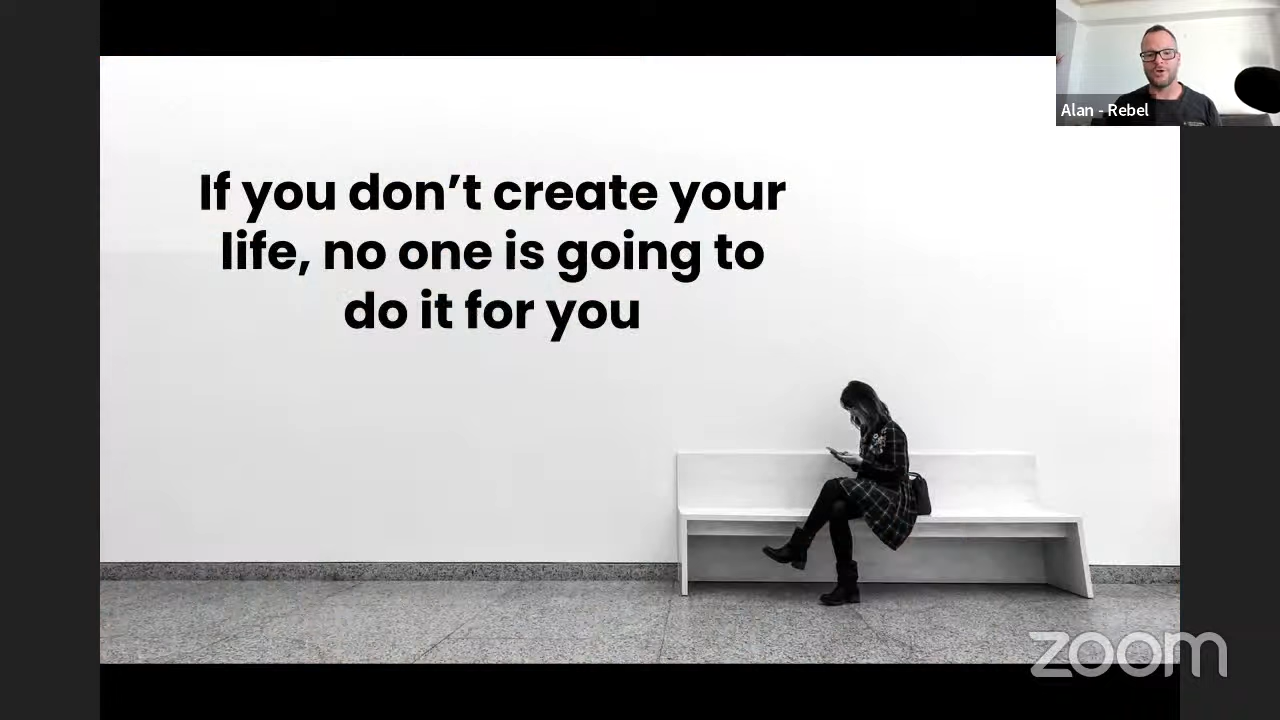 Alan - Rebel
If you don't create your
life, no one is going to
do it for you
zoom